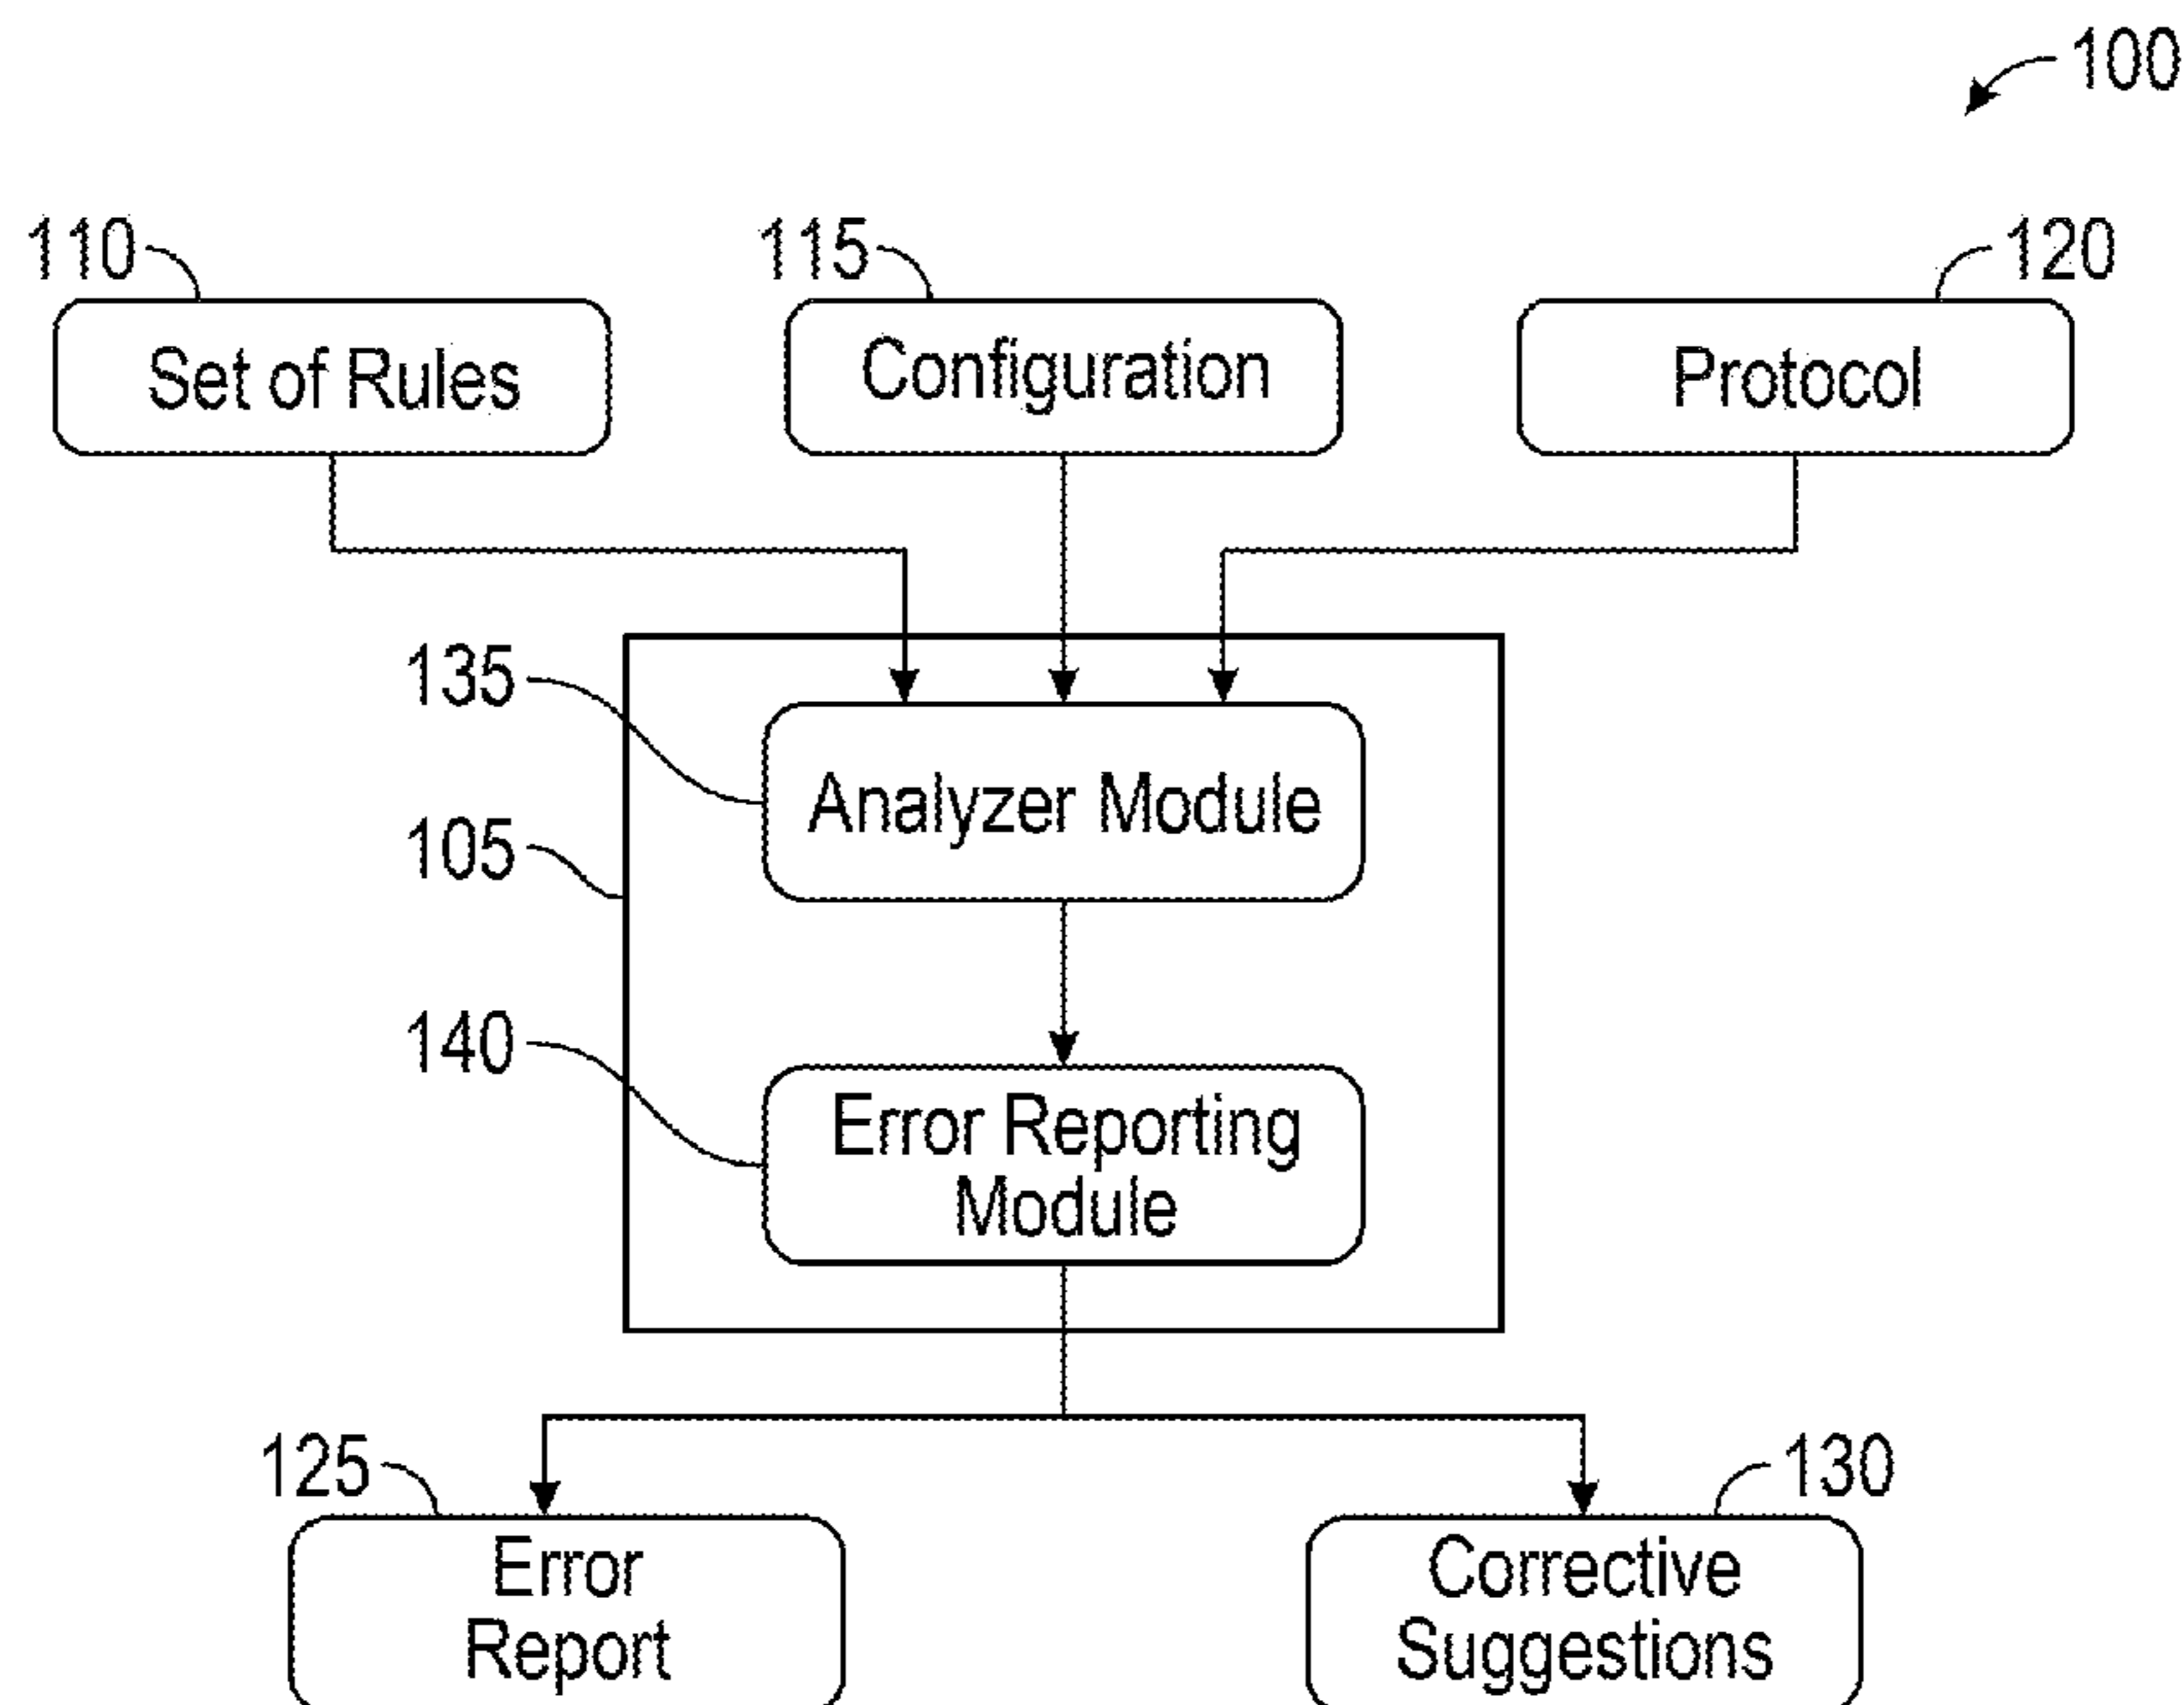 100
110
115
120
Set of Rules
Configuration
Protocol
135
Analyzer Module
105
140
Error Reporting
Module
125
130
Error
Report
Corrective
Suggestions